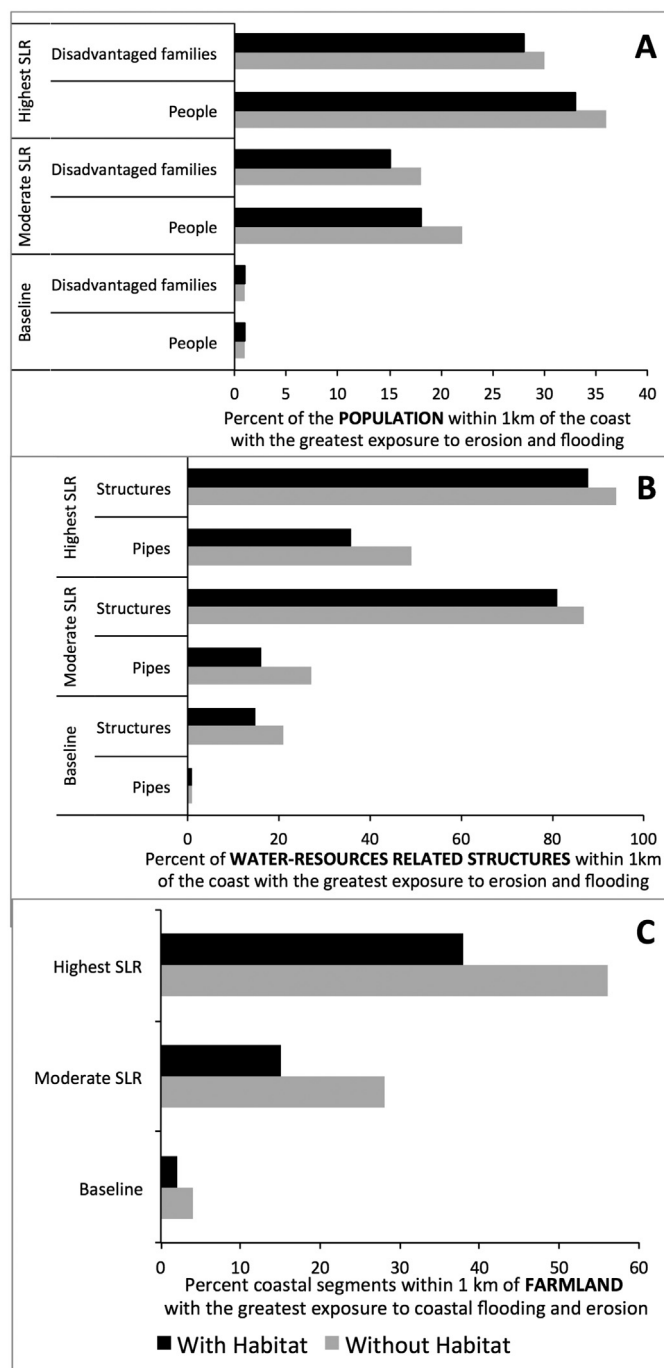 A
Highest SLR
Disadvantaged families
People
Moderate SLR
Disadvantaged families
People
Baseline
Disadvantaged families
People
0 5 10 15 20 25 30 35 40
Percent of the POPULATION within 1km of the coast
with the greatest exposure to erosion and flooding
B
Highest SLR
Structures
Pipes
Moderate SLR
Structures
Pipes
Baseline
Structures
Pipes
0 20 40 60 80 100
Percent of WATER-RESOURCES RELATED STRUCTURES within 1km
of the coast with the greatest exposure to erosion and flooding
C
Highest SLR
Moderate SLR
Baseline
0 10 20 30 40 50 60
Percent coastal segments within 1 km of FARMLAND
with the greatest exposure to coastal flooding and erosion
With Habitat Without Habitat